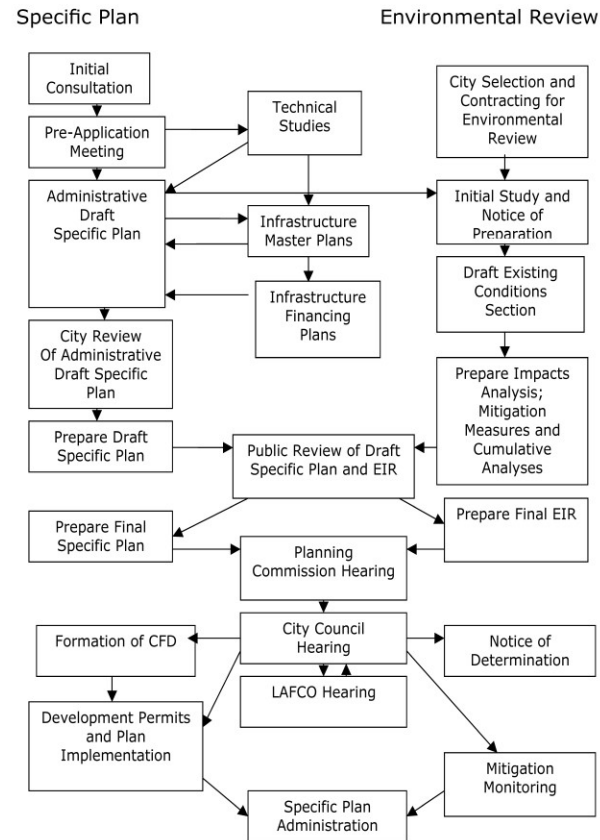 Specific Plan
Environmental Review
Initial
Consultation
Pre-Application
Meeting
Technical
Studies
City Selection and
Contracting for
Environmental
Review
Administrative
Draft
Specific Plan
Infrastructure
Master Plans
Initial Study and
Notice of
Preparation
Infrastructure
Financing
Plans
Draft Existing
Conditions
Section
City Review
Of Administrative
Draft Specific
Plan
Prepare Impacts
Analysis;
Mitigation
Measures and
Cumulative
Analyses
Prepare Draft
Specific Plan
Public Review of Draft
Specific Plan and EIR
Prepare Final
Specific Plan
Prepare Final EIR
Planning
Commission Hearing
Formation of CFD
City Council
Hearing
Notice of
Determination
LAFCO Hearing
Development Permits
and Plan
Implementation
Mitigation
Monitoring
Specific Plan
Administration